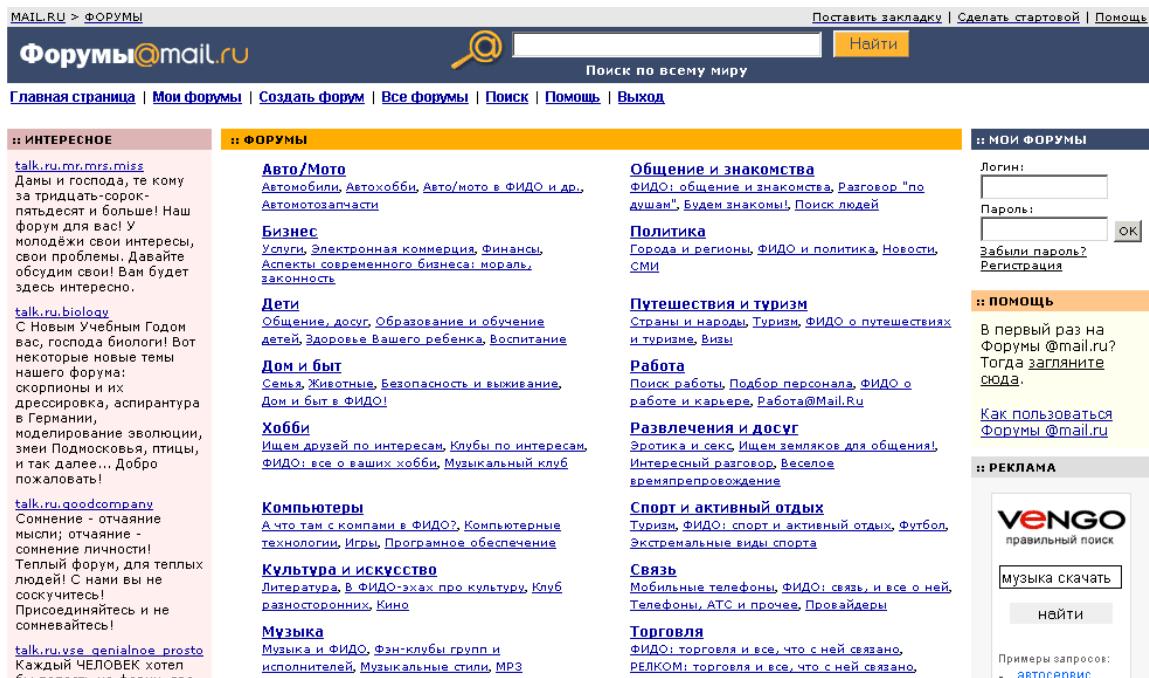 MAIL.RU > ФОРУМЫ
Поставить закладку | Сделать стартовой | Помощь
Форумы@mail.ru
Найти
Поиск по всему миру
Главная страница | Мои форумы | Создать форум | Все форумы | Поиск | Помощь | Выход
:: ИНТЕРЕСНОЕ
talk.ru.mr.mrs.miss
Дамы и господа, те кому
за тридцать-сорок-
пятьдесят и больше! Наш
форум для вас! У
молодёжи свои интересы,
свои проблемы. Давайте
обсудим свои! Вам будет
здесь интересно.
talk.ru.biology
С Новым Учебным Годом
вас, господа биологи! Вот
некоторые новые темы
нашего форума:
скорпионы и их
дрессировка, аспирантура
в Германии,
моделирование эволюции,
змеи Подмосковья, птицы,
и так далее... Добро
пожаловать!
talk.ru.goodcompany
Сомнение - отчаяние
мысли; отчаяние -
сомнение личности!
Теплый форум, для теплых
людей! С нами вы не
соскучитесь!
Присоединяйтесь и не
сомневайтесь!
talk.ru.vse_genialnoe_prosto
Каждый ЧЕЛОВЕК хотел
:: ФОРУМЫ
Авто/Мото
Автомобили, Автохобби, Авто/мото в ФИДО и др.,
Автомотозапчасти
Бизнес
Услуги, Электронная коммерция, Финансы,
Аспекты современного бизнеса: мораль,
законность
Дети
Общение, досуг, Образование и обучение
детей, Здоровье Вашего ребенка, Воспитание
Дом и быт
Семья, Животные, Безопасность и выживание,
Дом и быт в ФИДО!
Хобби
Ищем друзей по интересам, Клубы по интересам,
ФИДО: все о ваших хобби, Музыкальный клуб
Компьютеры
А что там с компами в ФИДО?, Компьютерные
технологии, Игры, Програмное обеспечение
Культура и искусство
Литература, В ФИДО-эхах про культуру, Клуб
разносторонних, Кино
Музыка
Музыка и ФИДО, Фэн-клубы групп и
исполнителей, Музыкальные стили, MP3
Общение и знакомства
ФИДО: общение и знакомства, Разговор "по
душам", Будем знакомы!, Поиск людей
Политика
Города и регионы, ФИДО и политика, Новости,
СМИ
Путешествия и туризм
Страны и народы, Туризм, ФИДО о путешествиях
и туризме, Визы
Работа
Поиск работы, Подбор персонала, ФИДО о
работе и карьере, Работа@Mail.Ru
Развлечения и досуг
Эротика и секс, Ищем земляков для общения!,
Интересный разговор, Веселое
времяпрепровождение
Спорт и активный отдых
Туризм, ФИДО: спорт и активный отдых, Футбол,
Экстремальные виды спорта
Связь
Мобильные телефоны, ФИДО: связь, и все о ней,
Телефоны, АТС и прочее, Провайдеры
Торговля
ФИДО: торговля и все, что с ней связано,
РЕЛКОМ: торговля и все, что с ней связано,
:: МОИ ФОРУМЫ
Логин:
Пароль:
OK
Забыли пароль?
Регистрация
:: ПОМОЩЬ
В первый раз на
Форумы @mail.ru?
Тогда загляните
сюда.
Как пользоваться
Форумы @mail.ru
:: РЕКЛАМА
VENGO
правильный поиск
музыка скачать
найти
Примеры запросов:
- автосервис